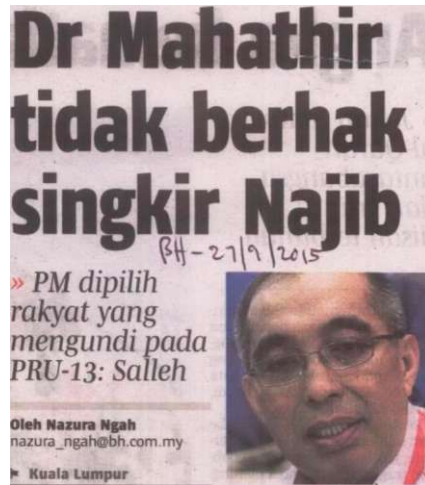 Dr Mahathir
tidak berhak
singkir Najib
BH - 27/9/2015
» PM dipilih
rakyat yang
mengundi pada
PRU-13: Salleh
Oleh Nazura Ngah
nazura_ngah@bh.com.my
Kuala Lumpur